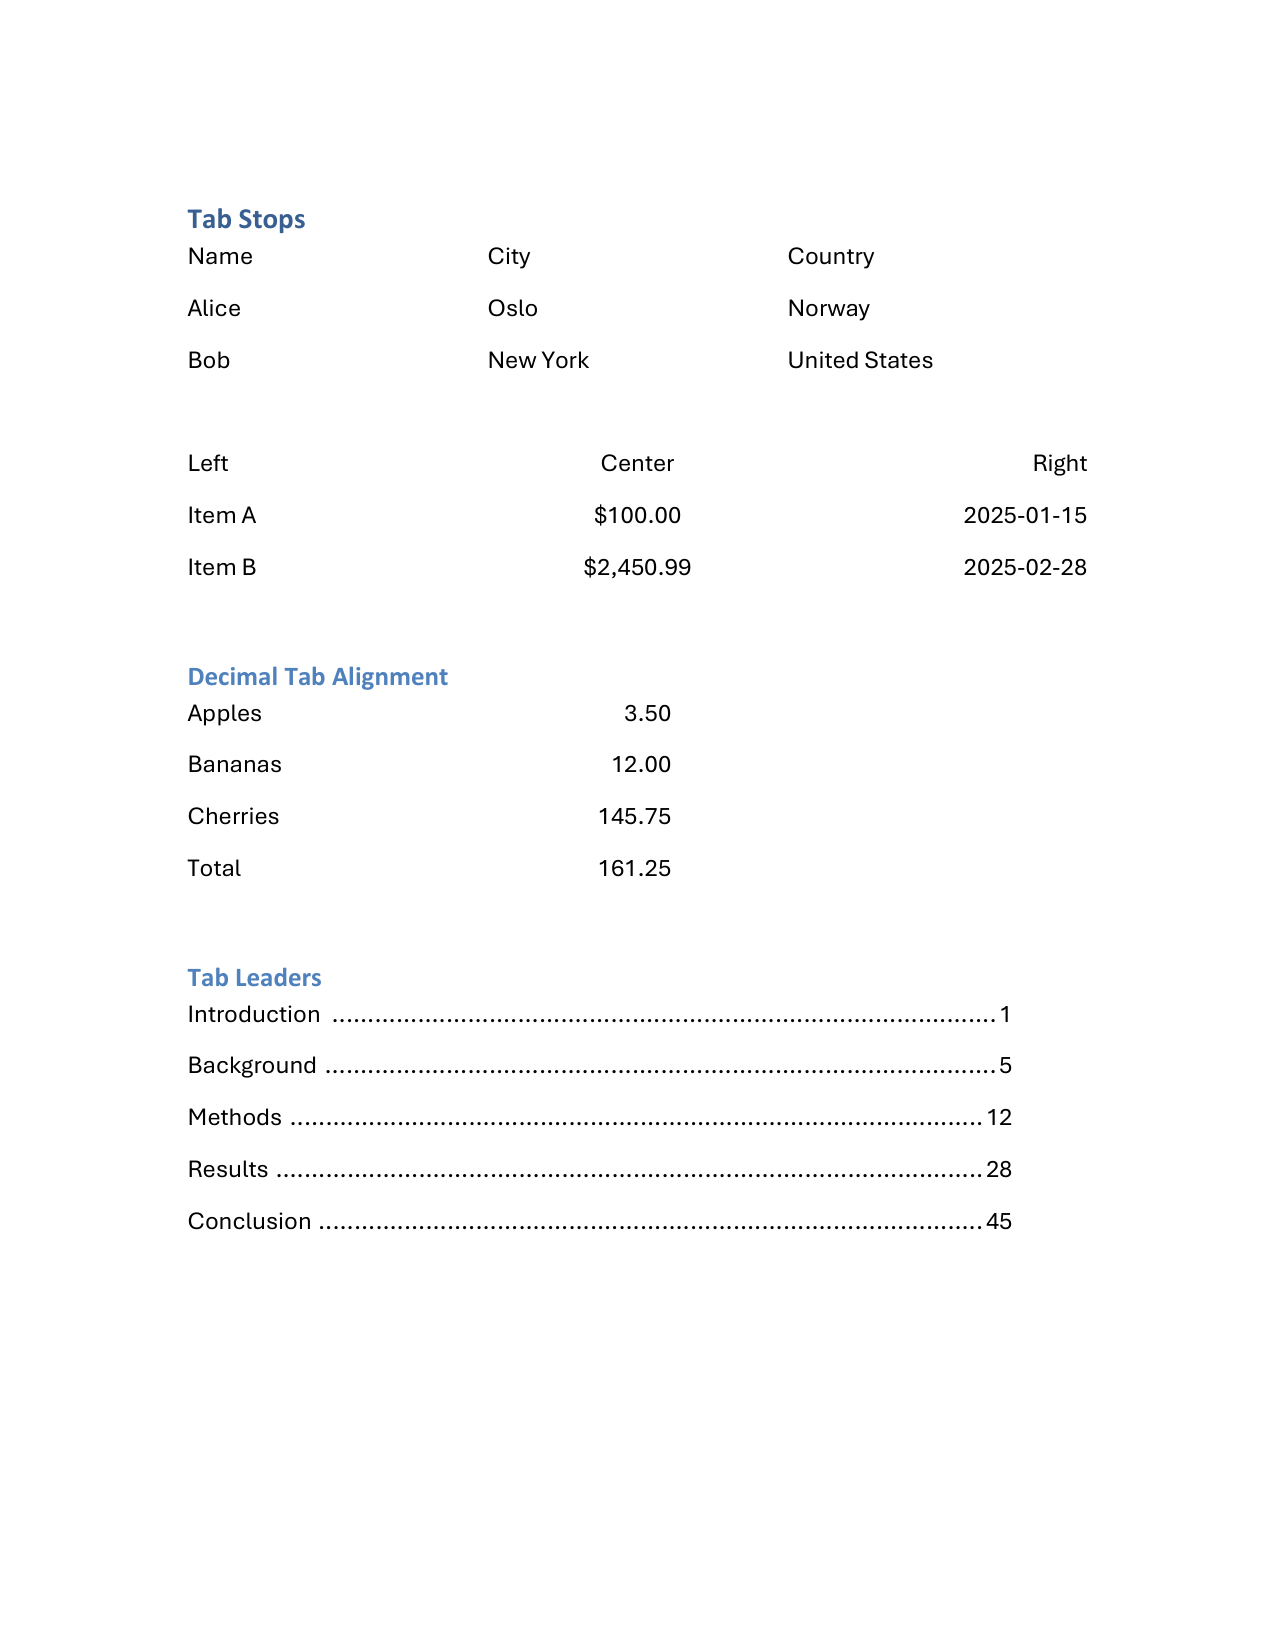 Tab Stops
Name City Country
Alice Oslo Norway
Bob New York United States
Left Center Right
Item A $100.00 2025-01-15
Item B $2,450.99 2025-02-28
Decimal Tab Alignment
Apples 3.50
Bananas 12.00
Cherries 145.75
Total 161.25
Tab Leaders
Introduction ............................................................................................. 1
Background .............................................................................................. 5
Methods ................................................................................................. 12
Results ................................................................................................... 28
Conclusion ............................................................................................. 45